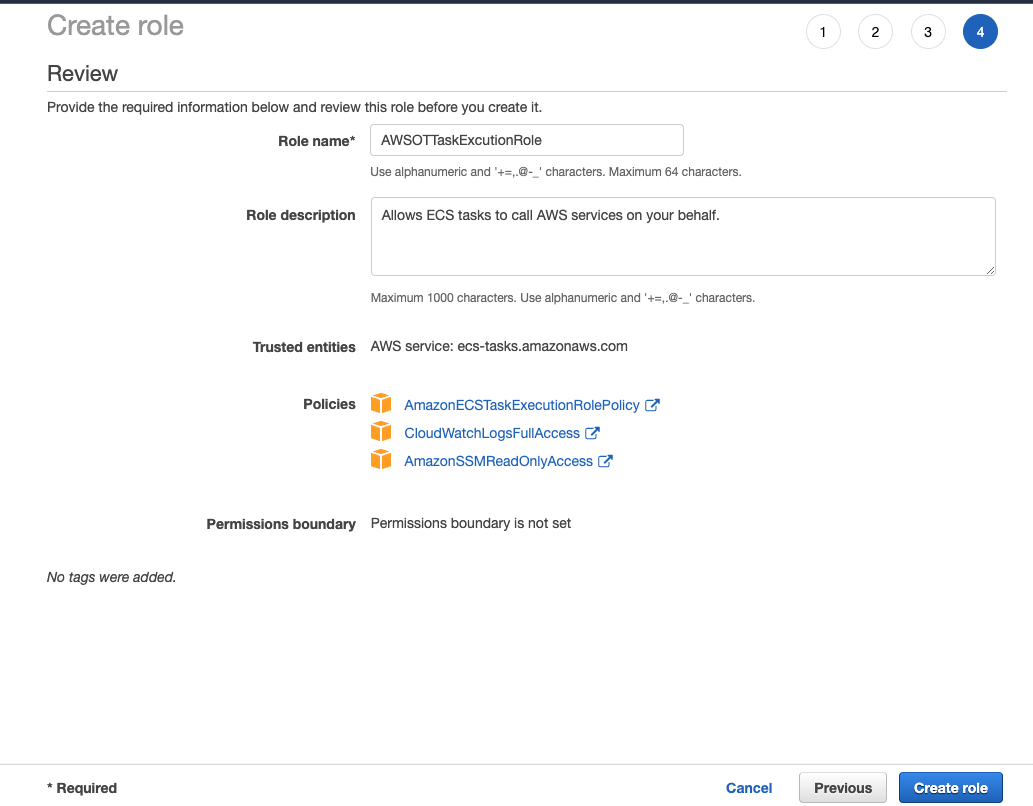 Create role
1 2 3 4
Review
Provide the required information below and review this role before you create it.
Role name* AWSOTTaskExcutionRole
Use alphanumeric and '+=,.@-_' characters. Maximum 64 characters.
Role description Allows ECS tasks to call AWS services on your behalf.
Maximum 1000 characters. Use alphanumeric and '+=,.@-_' characters.
Trusted entities AWS service: ecs-tasks.amazonaws.com
Policies AmazonECSTaskExecutionRolePolicy
CloudWatchLogsFullAccess
AmazonSSMReadOnlyAccess
Permissions boundary Permissions boundary is not set
No tags were added.
* Required Cancel Previous Create role